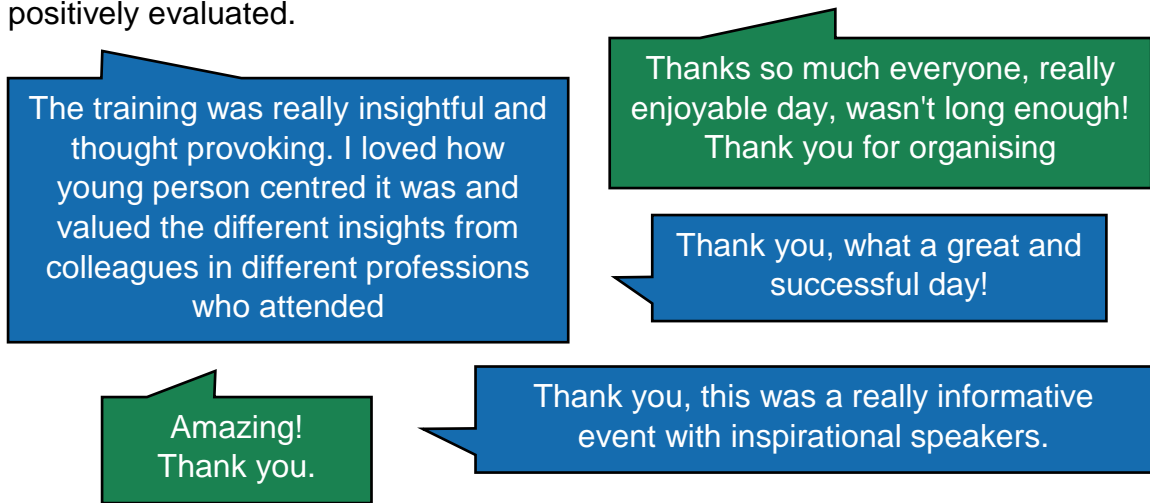 positively evaluated.
The training was really insightful and
thought provoking. I loved how
young person centred it was and
valued the different insights from
colleagues in different professions
who attended
Thanks so much everyone, really
enjoyable day, wasn't long enough!
Thank you for organising
Thank you, what a great and
successful day!
Amazing!
Thank you.
Thank you, this was a really informative
event with inspirational speakers.